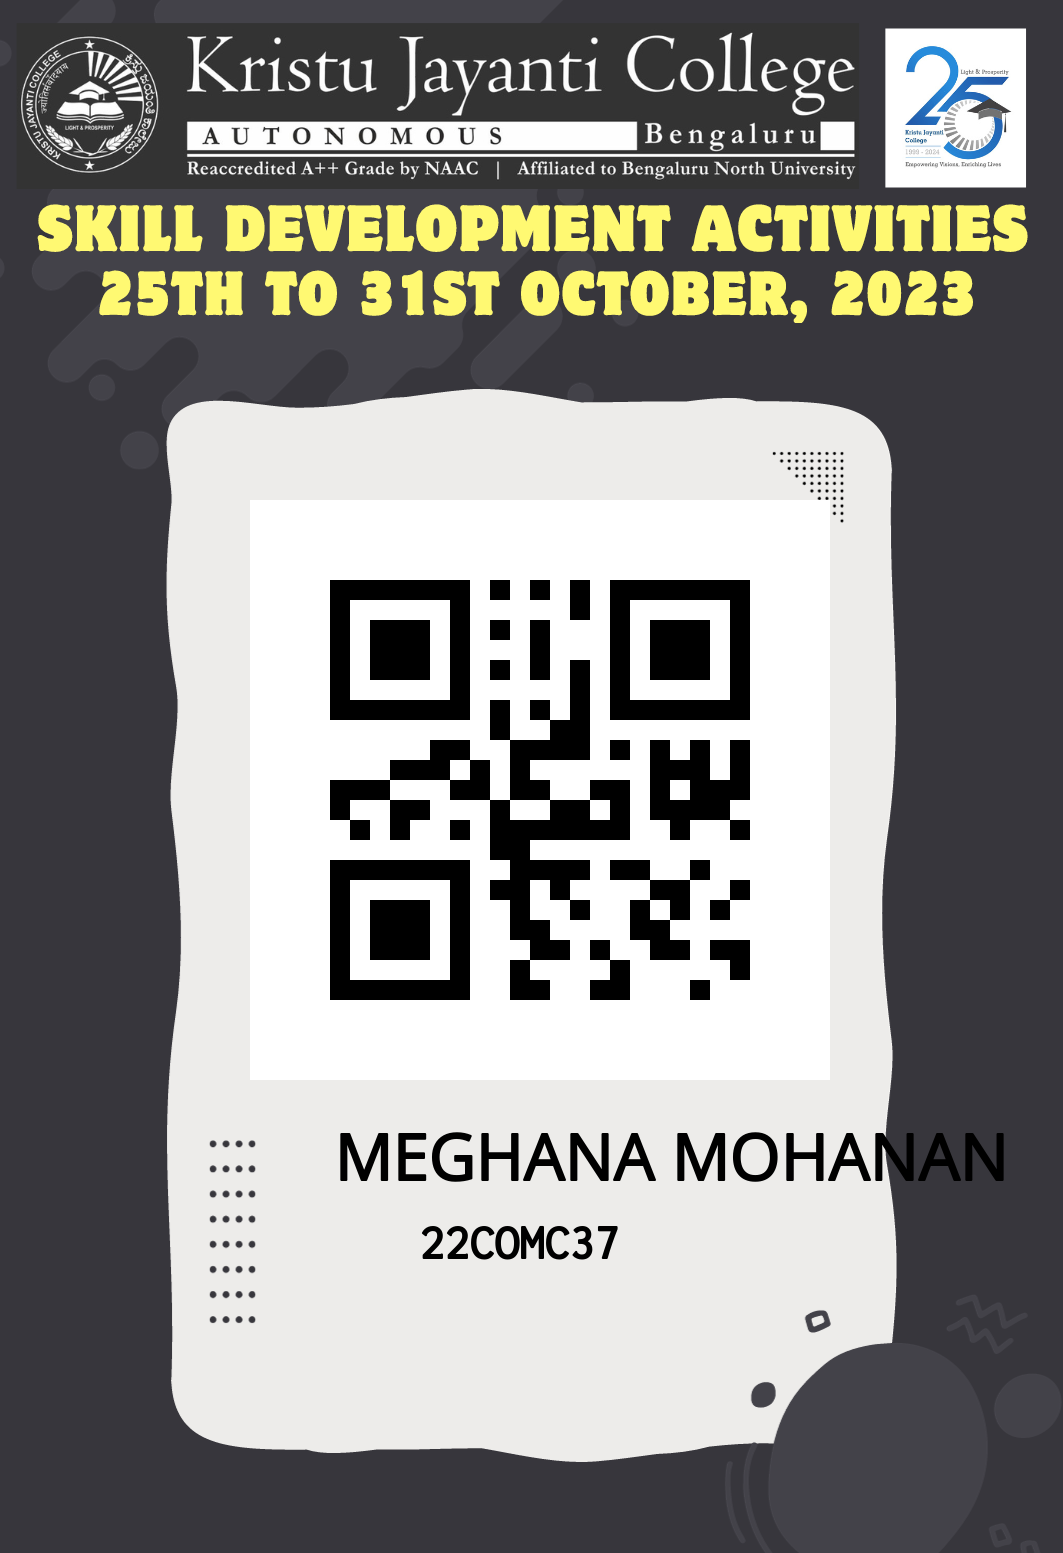 Kristu Jayanti College
AUTONOMOUS Bengaluru
Reaccredited A++ Grade by NAAC | Affiliated to Bengaluru North University
KRISTU JAYANTI COLLEGE
LIGHT & PROSPERITY
25
Light & Prosperity
Kristu Jayanti
College
1999 - 2024
Empowering Visions, Enriching Lives
SKILL DEVELOPMENT ACTIVITIES
25TH TO 31ST OCTOBER, 2023
MEGHANA MOHANAN
22COMC37